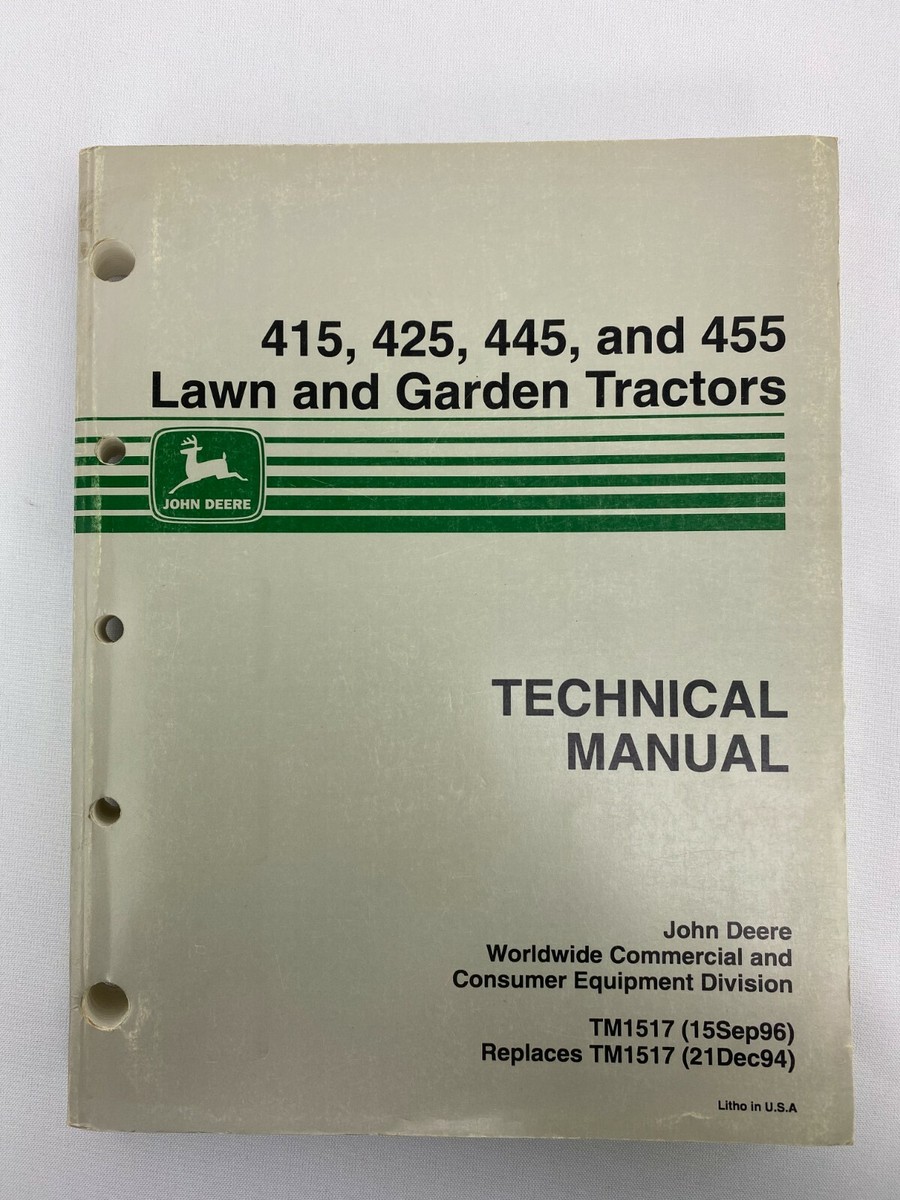 415, 425, 445, and 455
Lawn and Garden Tractors
JOHN DEERE
TECHNICAL
MANUAL
John Deere
Worldwide Commercial and
Consumer Equipment Division
TM1517 (15Sep96)
Replaces TM1517 (21Dec94)
Litho in U.S.A